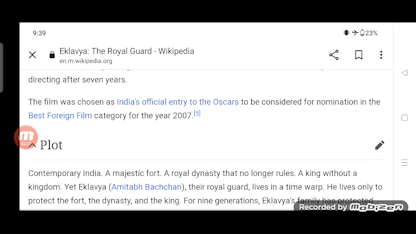 9:39
23%
Eklavya: The Royal Guard - Wikipedia
en.m.wikipedia.org
directing after seven years.
The film was chosen as India's official entry to the Oscars to be considered for nomination in the
Best Foreign Film category for the year 2007.[5]
Plot
Contemporary India. A majestic fort. A royal dynasty that no longer rules. A king without a
kingdom. Yet Eklavya (Amitabh Bachchan), their royal guard, lives in a time warp. He lives only to
protect the fort, the dynasty, and the king. For nine generations, Eklavya's family has protected
Recorded by MOBIZEN